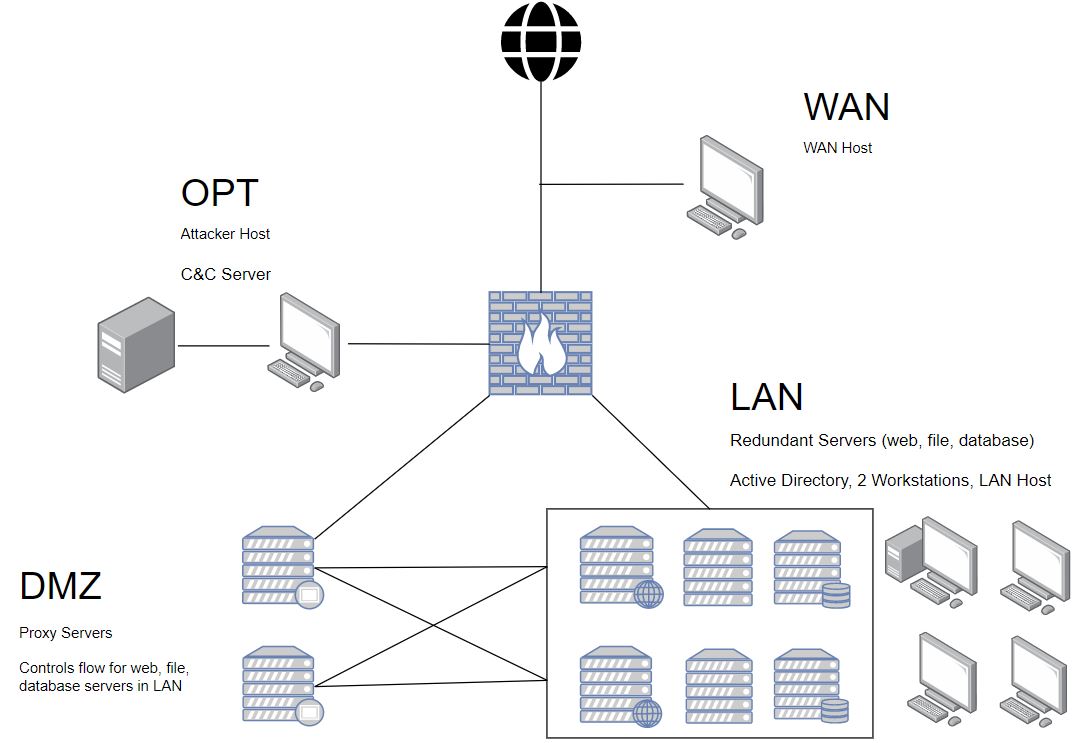 WAN
WAN Host
OPT
Attacker Host
C&C Server
LAN
Redundant Servers (web, file, database)
Active Directory, 2 Workstations, LAN Host
DMZ
Proxy Servers
Controls flow for web, file,
database servers in LAN